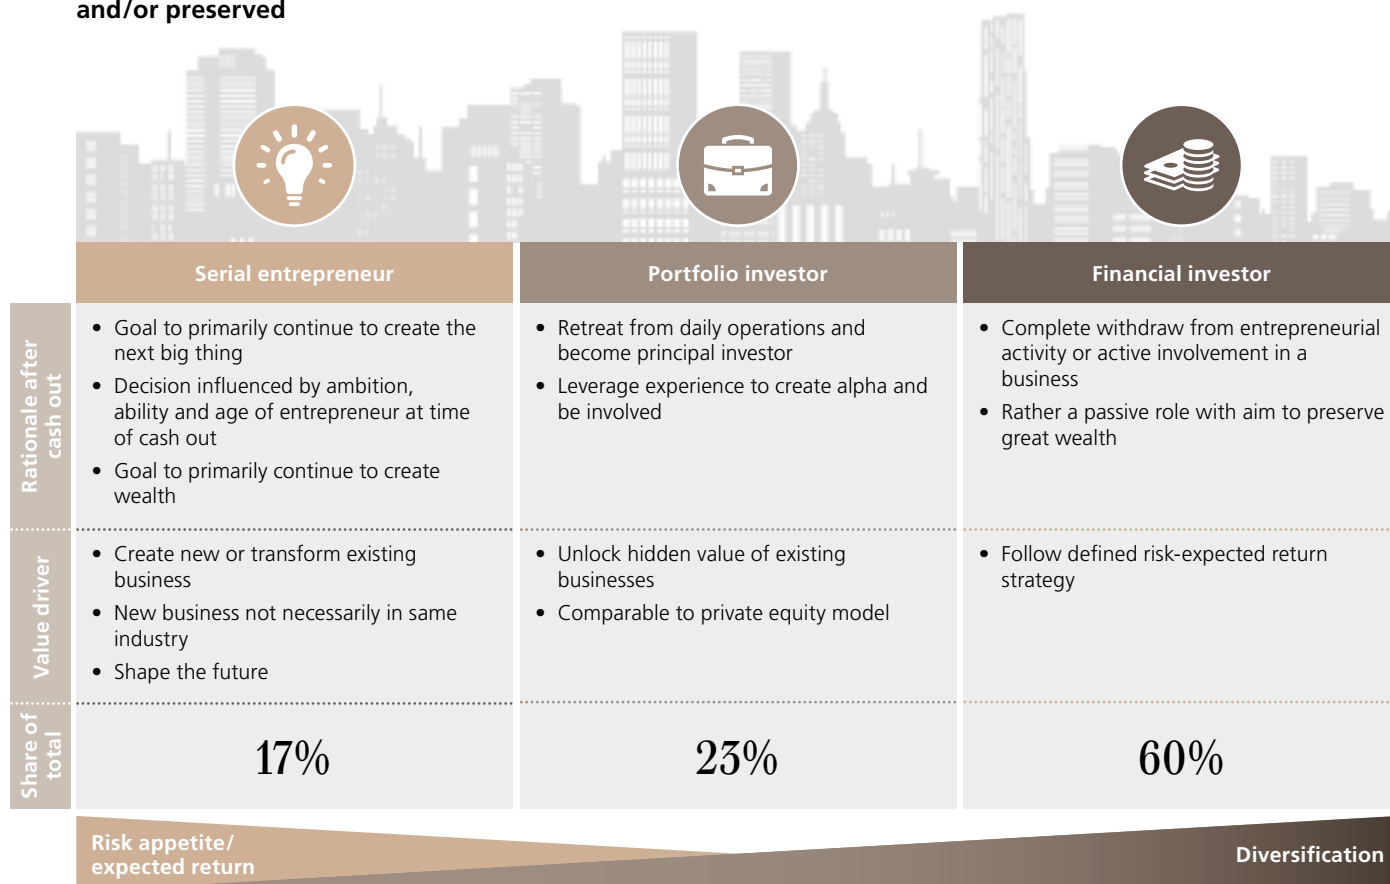 and/or preserved
Serial entrepreneur
Portfolio investor
Financial investor
Rationale after
cash out
• Goal to primarily continue to create the
next big thing
• Decision influenced by ambition,
ability and age of entrepreneur at time
of cash out
• Goal to primarily continue to create
wealth
• Retreat from daily operations and
become principal investor
• Leverage experience to create alpha and
be involved
• Complete withdraw from entrepreneurial
activity or active involvement in a
business
• Rather a passive role with aim to preserve
great wealth
Value driver
• Create new or transform existing
business
• New business not necessarily in same
industry
• Shape the future
• Unlock hidden value of existing
businesses
• Comparable to private equity model
• Follow defined risk-expected return
strategy
Share of
total
17%
23%
60%
Risk appetite/
expected return
Diversification